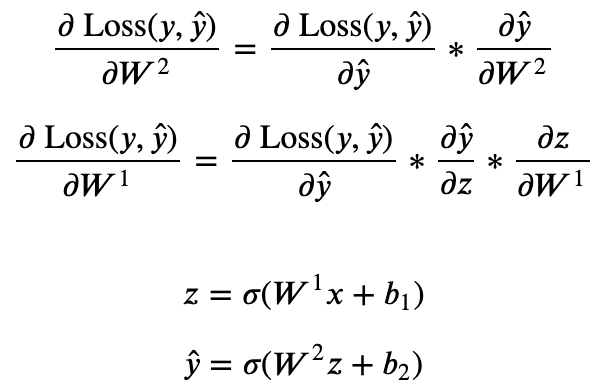 ∂ Loss(y, ŷ) / ∂W² = ∂ Loss(y, ŷ) / ∂ŷ * ∂ŷ / ∂W²
∂ Loss(y, ŷ) / ∂W¹ = ∂ Loss(y, ŷ) / ∂ŷ * ∂ŷ / ∂z * ∂z / ∂W¹
z = σ(W¹x + b₁)
ŷ = σ(W²z + b₂)